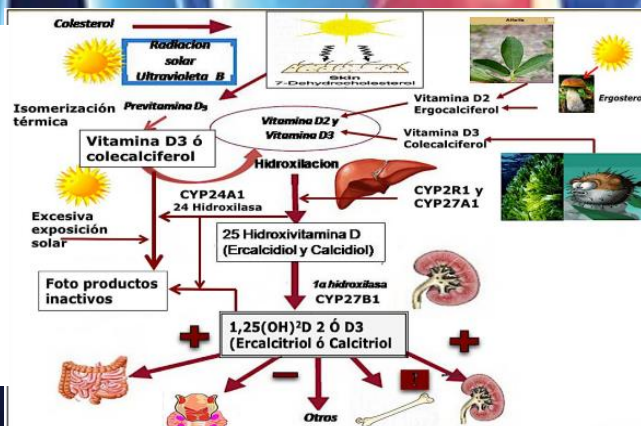 Colesterol
Radiacion
solar
Ultravioleta B
Skin
7-Dehydrocholesterol
Alfalfa
Ergosterol
Isomerización
térmica
Previtamina D₃
Vitamina D3 ó
colecalciferol
Vitamina D2 y
Vitamina D3
Vitamina D2
Ergocalciferol
Vitamina D3
Colecalciferol
Hidroxilacion
CYP24A1
24 Hidroxilasa
CYP2R1 y
CYP27A1
Excesiva
exposición
solar
25 Hidroxivitamina D
(Ercalcidiol y Calcidiol)
Foto productos
inactivos
1α hidroxilasa
CYP27B1
1,25(OH)²D 2 Ó D3
(Ercalcitriol ó Calcitriol
+
+
−
Otros